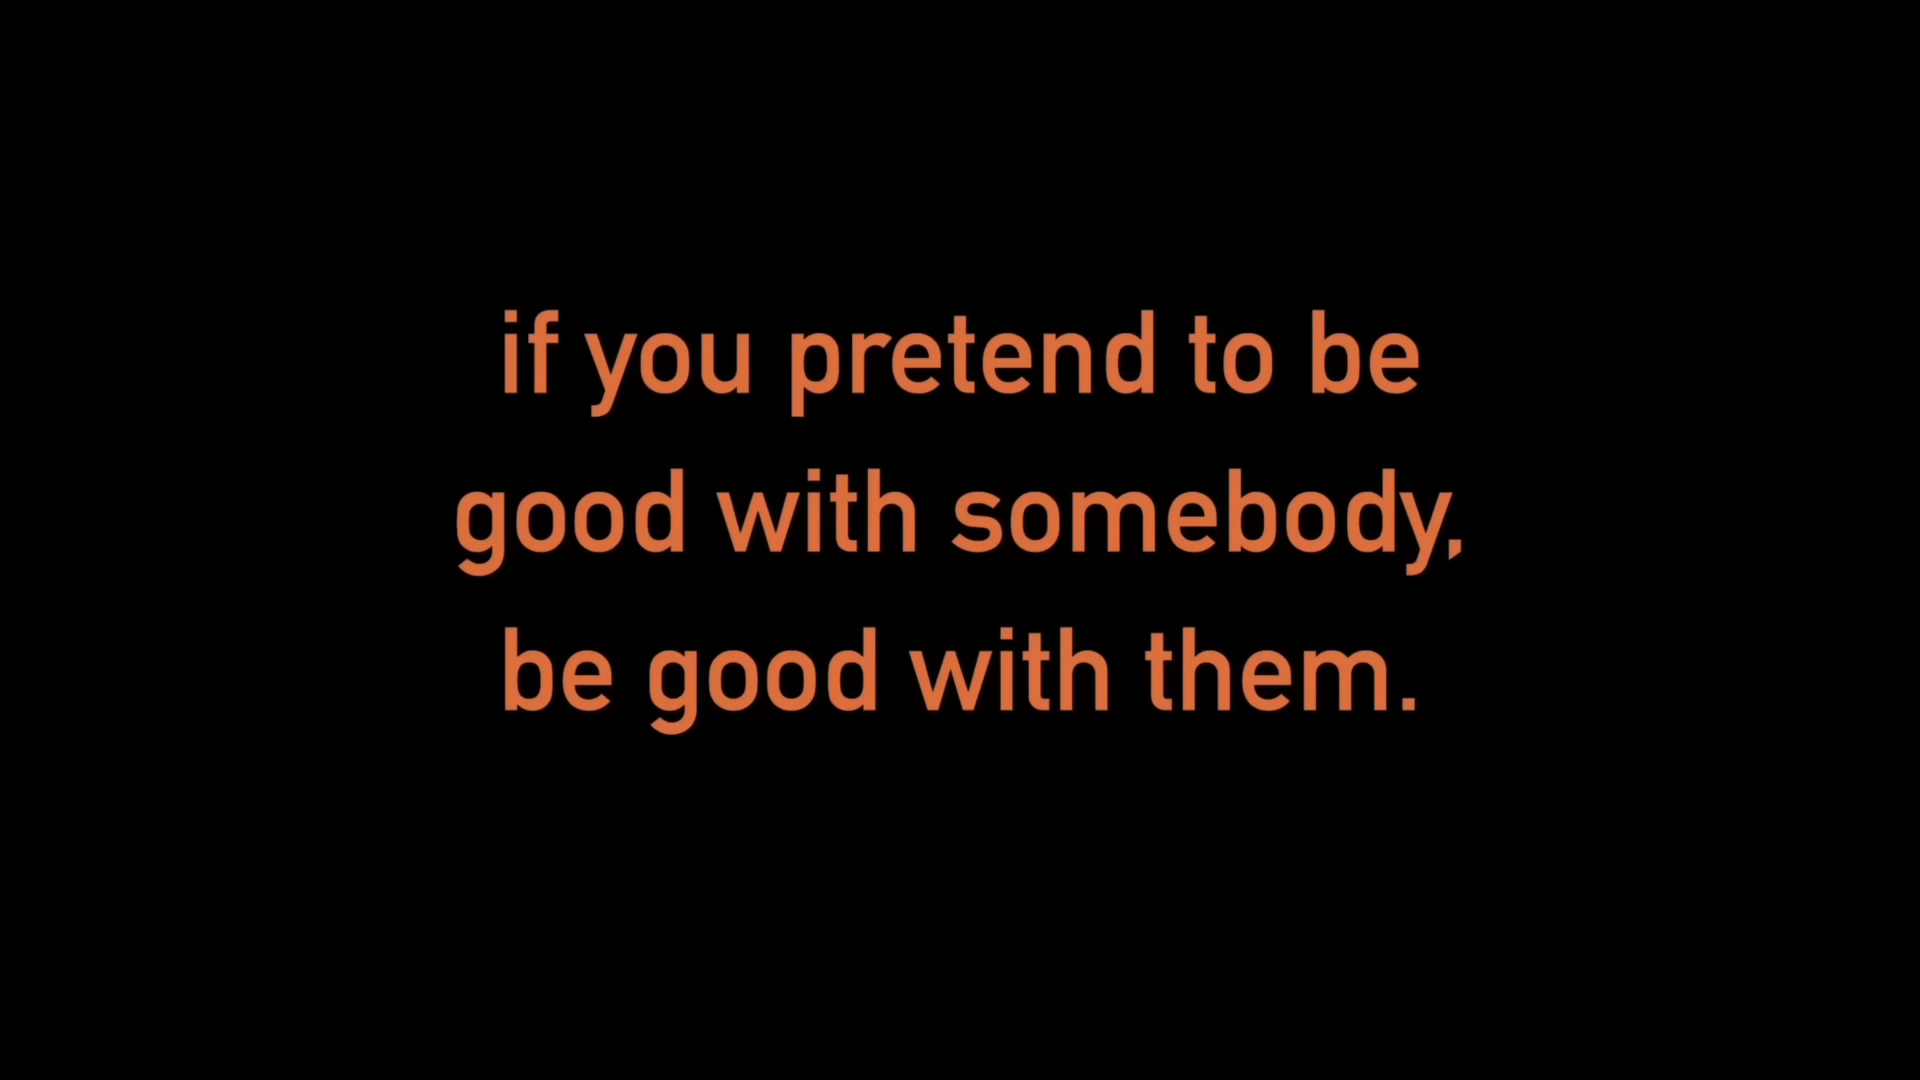 if you pretend to be
good with somebody,
be good with them.